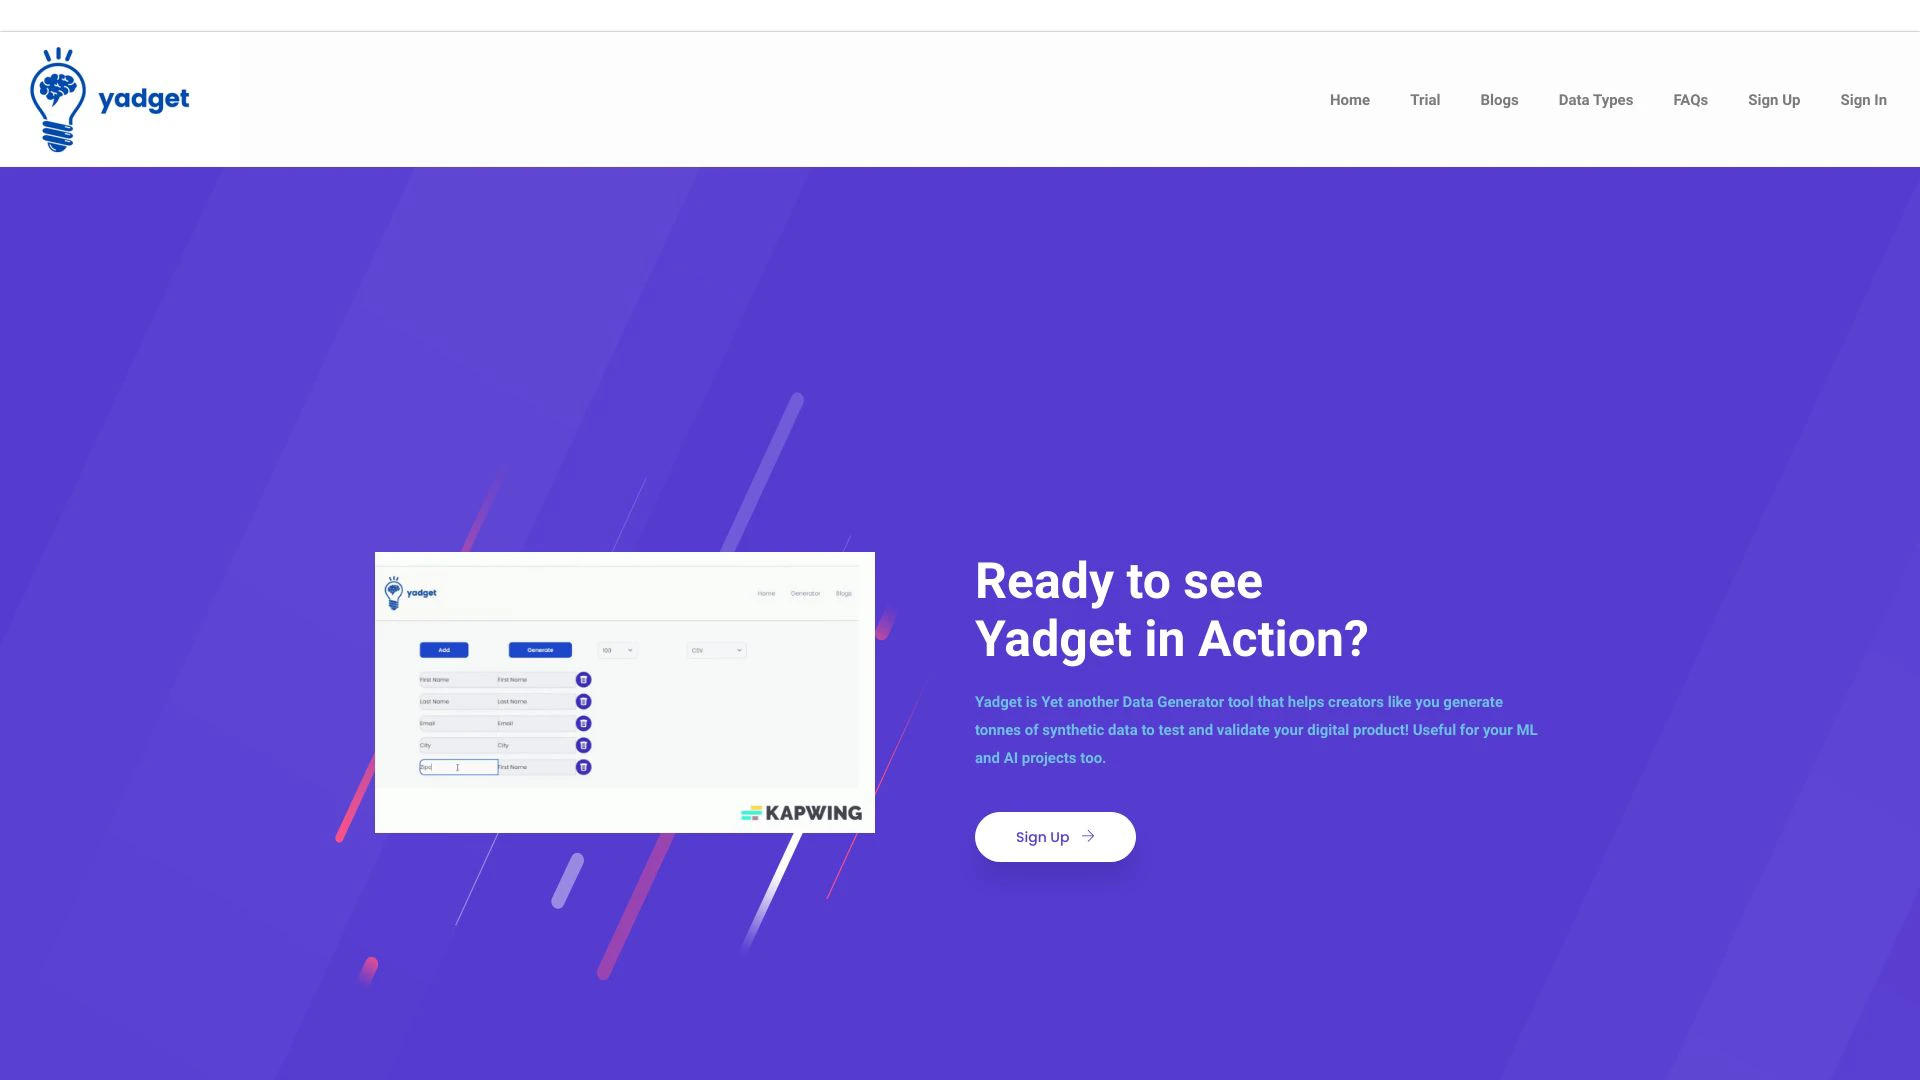 yadget
Home Trial Blogs Data Types FAQs Sign Up Sign In
yadget
Home Generator Blogs
Add Generate 100 CSV
First Name First Name
Last Name Last Name
Email Email
City City
Zipc First Name
KAPWING
Ready to see
Yadget in Action?
Yadget is Yet another Data Generator tool that helps creators like you generate
tonnes of synthetic data to test and validate your digital product! Useful for your ML
and AI projects too.
Sign Up